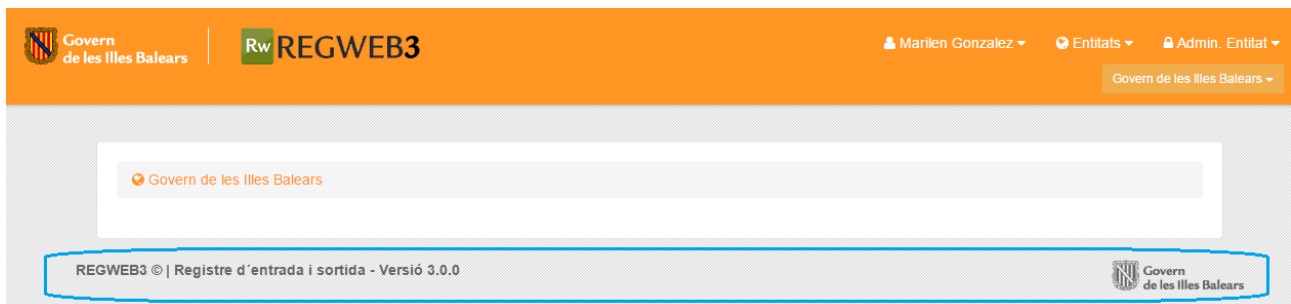 Govern
de les Illes Balears
Rw REGWEB3
Marilen Gonzalez
Entitats
Admin. Entitat
Govern de les Illes Balears
Govern de les Illes Balears
REGWEB3 © | Registre d´entrada i sortida - Versió 3.0.0
Govern
de les Illes Balears